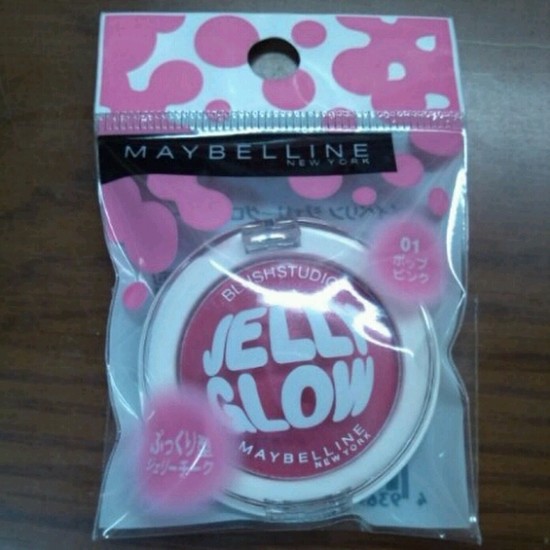 MAYBELLINE
NEW YORK
01
ポップ
ピンク
BLUSHSTUDIO
JELLY
GLOW
MAYBELLINE
NEW YORK
ぷっくり
ジェリーチーク